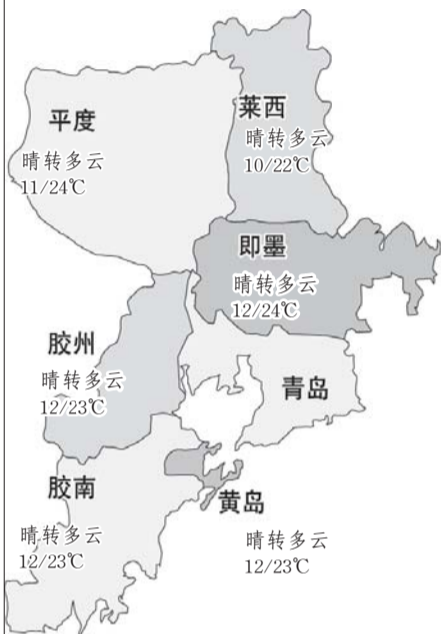 莱西
晴转多云
10/22℃
平度
晴转多云
11/24℃
即墨
晴转多云
12/24℃
胶州
晴转多云
12/23℃
青岛
胶南
晴转多云
12/23℃
黄岛
晴转多云
12/23℃